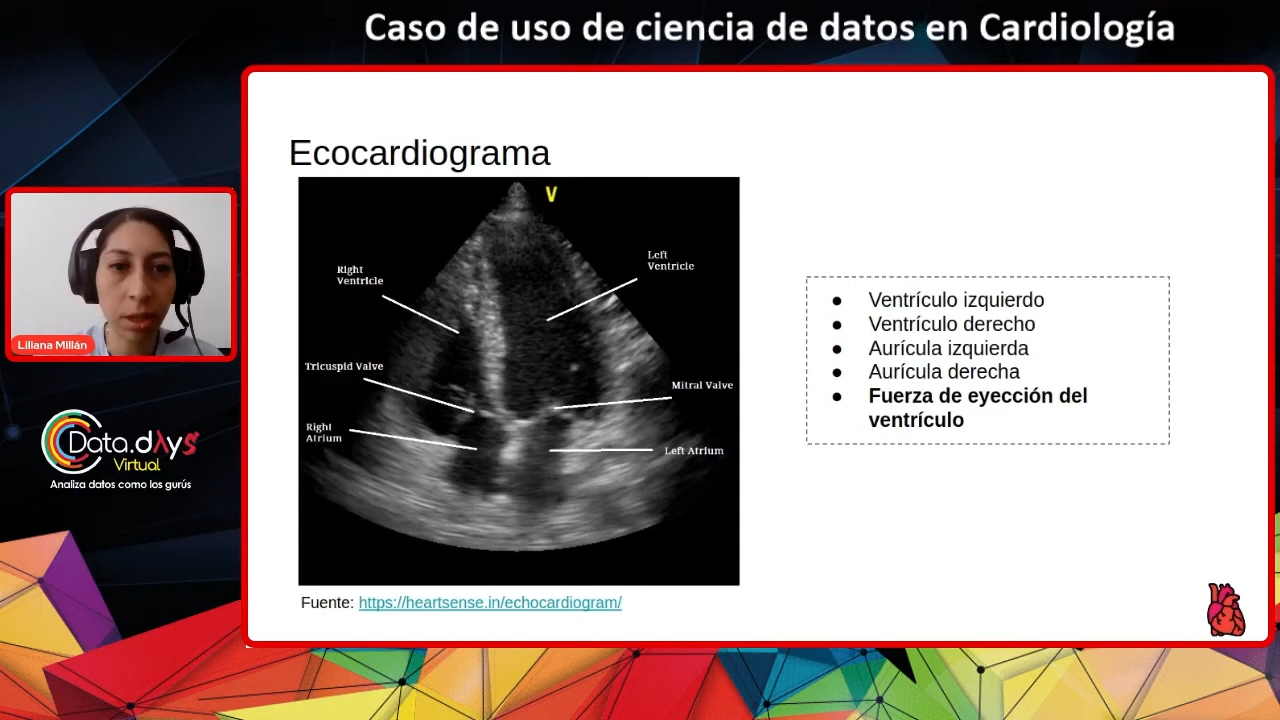 Caso de uso de ciencia de datos en Cardiología
Ecocardiograma
V
Right
Ventricle
Left
Ventricle
Tricuspid Valve
Mitral Valve
Right
Atrium
Left Atrium
Fuente: https://heartsense.in/echocardiogram/
● Ventrículo izquierdo
● Ventrículo derecho
● Aurícula izquierda
● Aurícula derecha
● Fuerza de eyección del
ventrículo
Liliana Millán
Data.dAys
Virtual
Analiza datos como los gurús